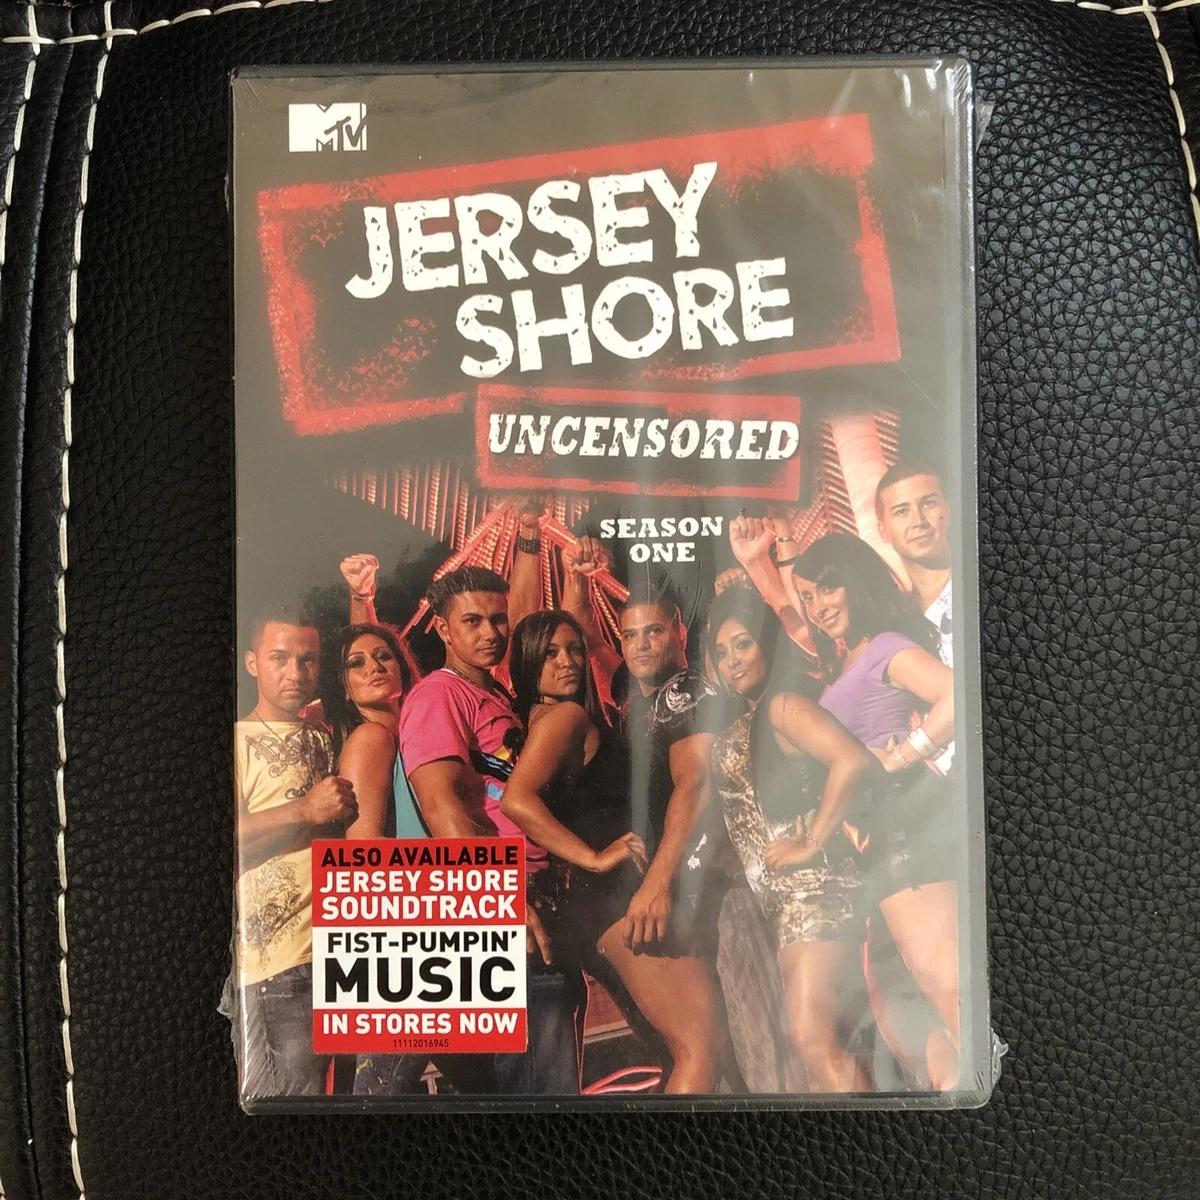 MTV
JERSEY
SHORE
UNCENSORED
SEASON
ONE
ALSO AVAILABLE
JERSEY SHORE
SOUNDTRACK
FIST-PUMPIN'
MUSIC
IN STORES NOW
11112016945